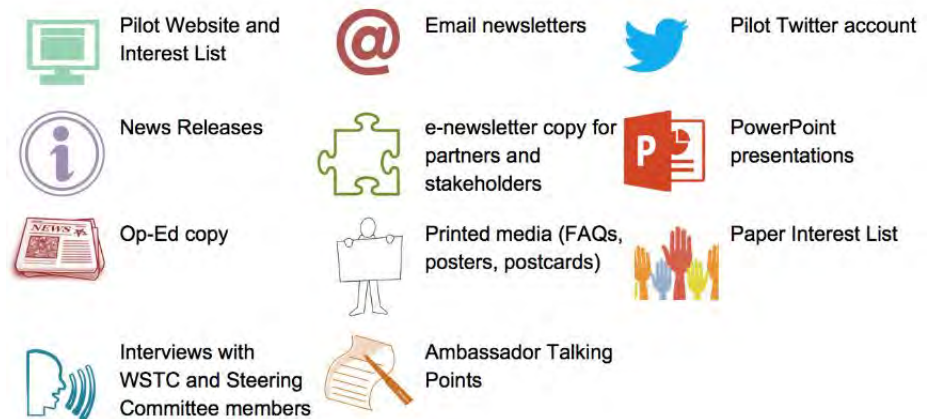 Pilot Website and
Interest List
Email newsletters
Pilot Twitter account
News Releases
e-newsletter copy for
partners and
stakeholders
P
PowerPoint
presentations
NEWS
Op-Ed copy
Printed media (FAQs,
posters, postcards)
Paper Interest List
Interviews with
WSTC and Steering
Committee members
Ambassador Talking
Points